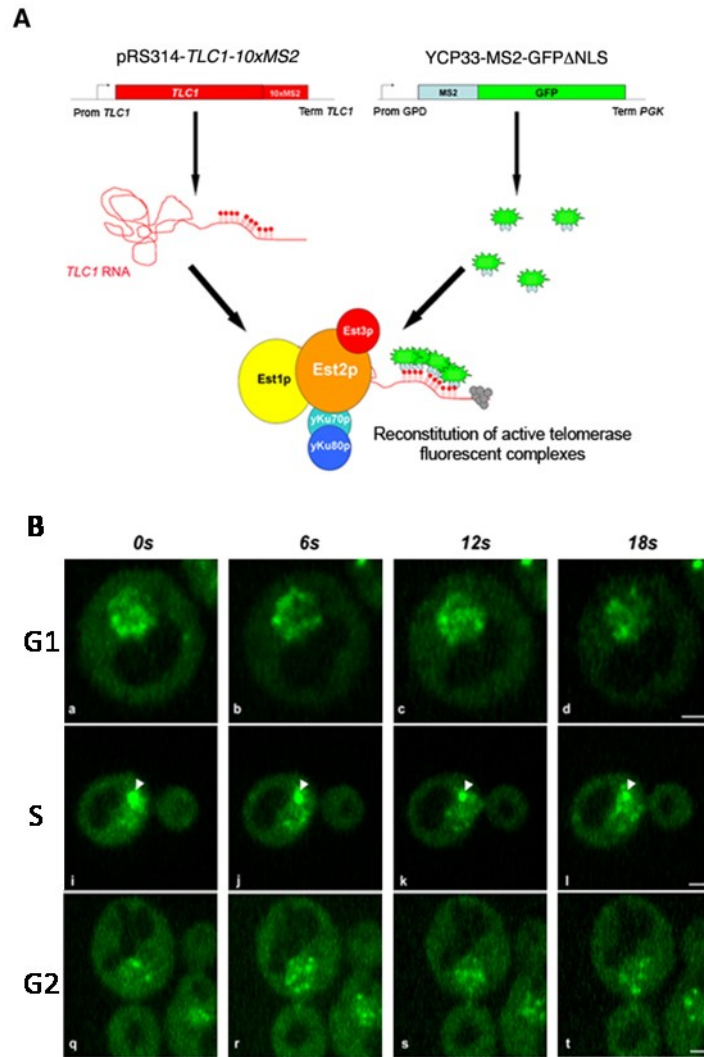 A
pRS314-TLC1-10xMS2
YCP33-MS2-GFPΔNLS
TLC1
10xMS2
MS2
GFP
Prom TLC1
Term TLC1
Prom GPD
Term PGK
TLC1 RNA
Est3p
Est1p
Est2p
yKu70p
yKu80p
Reconstitution of active telomerase
fluorescent complexes
B
0s
6s
12s
18s
G1
a
b
c
d
S
i
j
k
l
G2
q
r
s
t